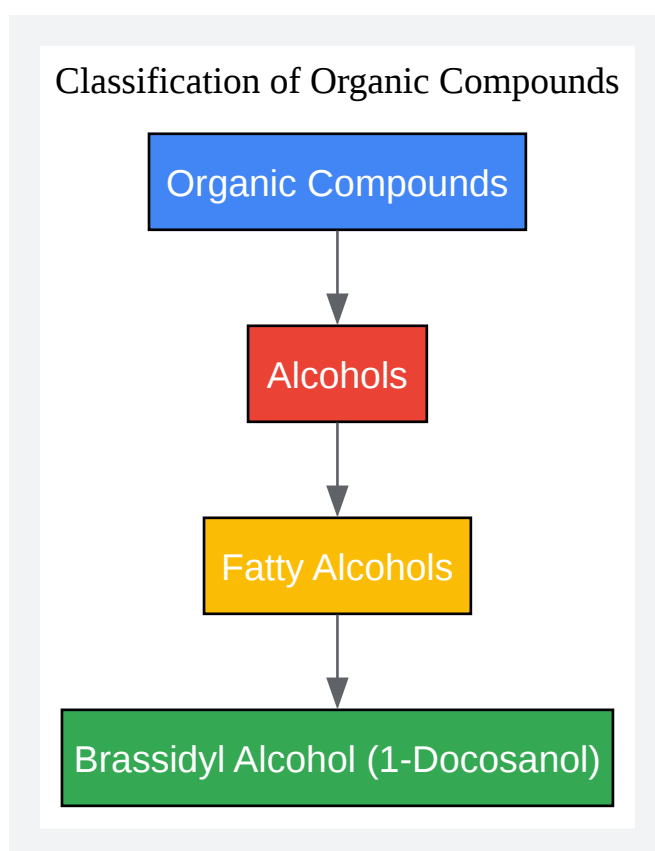 Classification of Organic Compounds
Organic Compounds
Alcohols
Fatty Alcohols
Brassidyl Alcohol (1-Docosanol)